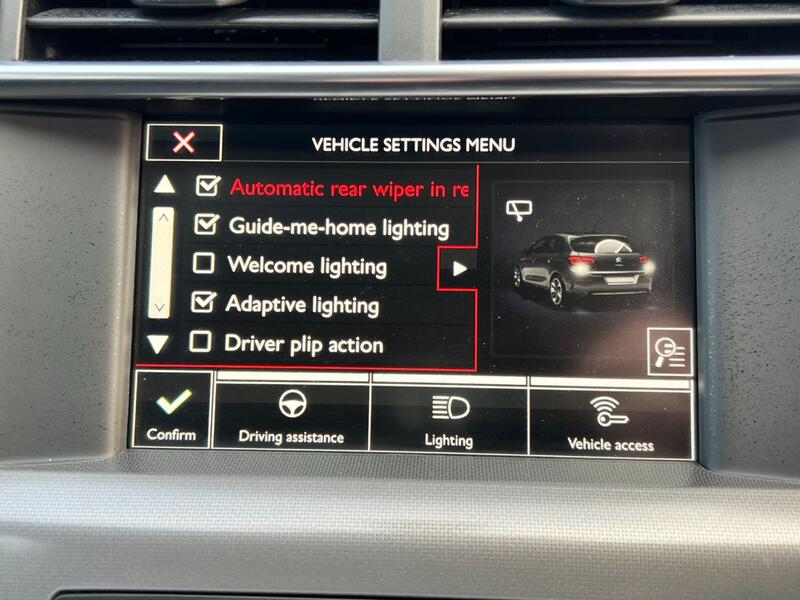 VEHICLE SETTINGS MENU
Automatic rear wiper in re
Guide-me-home lighting
Welcome lighting
Adaptive lighting
Driver plip action
Confirm
Driving assistance
Lighting
Vehicle access